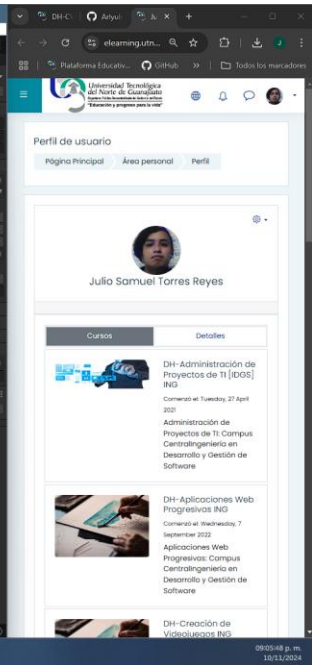 DH-C
Artyul
elearning.utn...
Plataforma Educativ...
GitHub
Todos los marcadores
Universidad Tecnológica
del Norte de Guanajuato
"Educación y progreso para la vida"
Perfil de usuario
Página Principal
Área personal
Perfil
Julio Samuel Torres Reyes
Cursos
Detalles
DH-Administración de
Proyectos de TI [IDGS]
ING
Comenzó el: Tuesday, 27 April
2021
Administración de
Proyectos de TI: Campus
CentralIngeniería en
Desarrollo y Gestión de
Software
DH-Aplicaciones Web
Progresivas ING
Comenzó el: Wednesday, 7
September 2022
Aplicaciones Web
Progresivas: Campus
CentralIngeniería en
Desarrollo y Gestión de
Software
DH-Creación de
Videojuegos ING
09:05:48 p. m.
10/11/2024